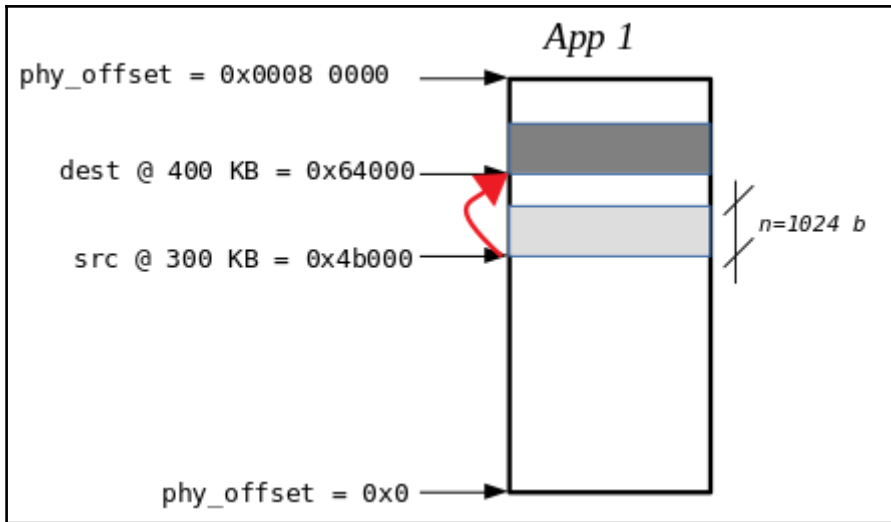 App 1
phy_offset = 0x0008 0000
dest @ 400 KB = 0x64000
n=1024 b
src @ 300 KB = 0x4b000
phy_offset = 0x0